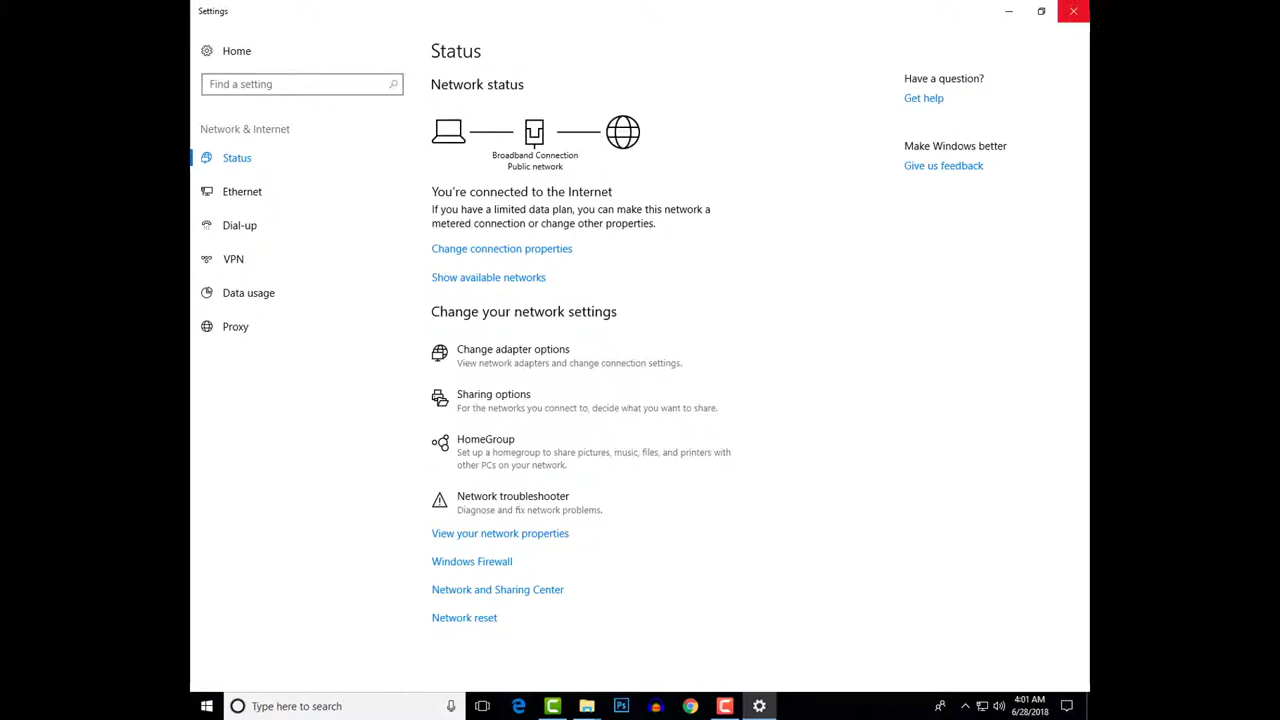 Settings
Home
Find a setting
Network & Internet
Status
Ethernet
Dial-up
VPN
Data usage
Proxy
Status
Network status
Broadband Connection
Public network
You're connected to the Internet
If you have a limited data plan, you can make this network a
metered connection or change other properties.
Change connection properties
Show available networks
Change your network settings
Change adapter options
View network adapters and change connection settings.
Sharing options
For the networks you connect to, decide what you want to share.
HomeGroup
Set up a homegroup to share pictures, music, files, and printers with
other PCs on your network.
Network troubleshooter
Diagnose and fix network problems.
View your network properties
Windows Firewall
Network and Sharing Center
Network reset
Have a question?
Get help
Make Windows better
Give us feedback
Type here to search
Ps
4:01 AM
6/28/2018